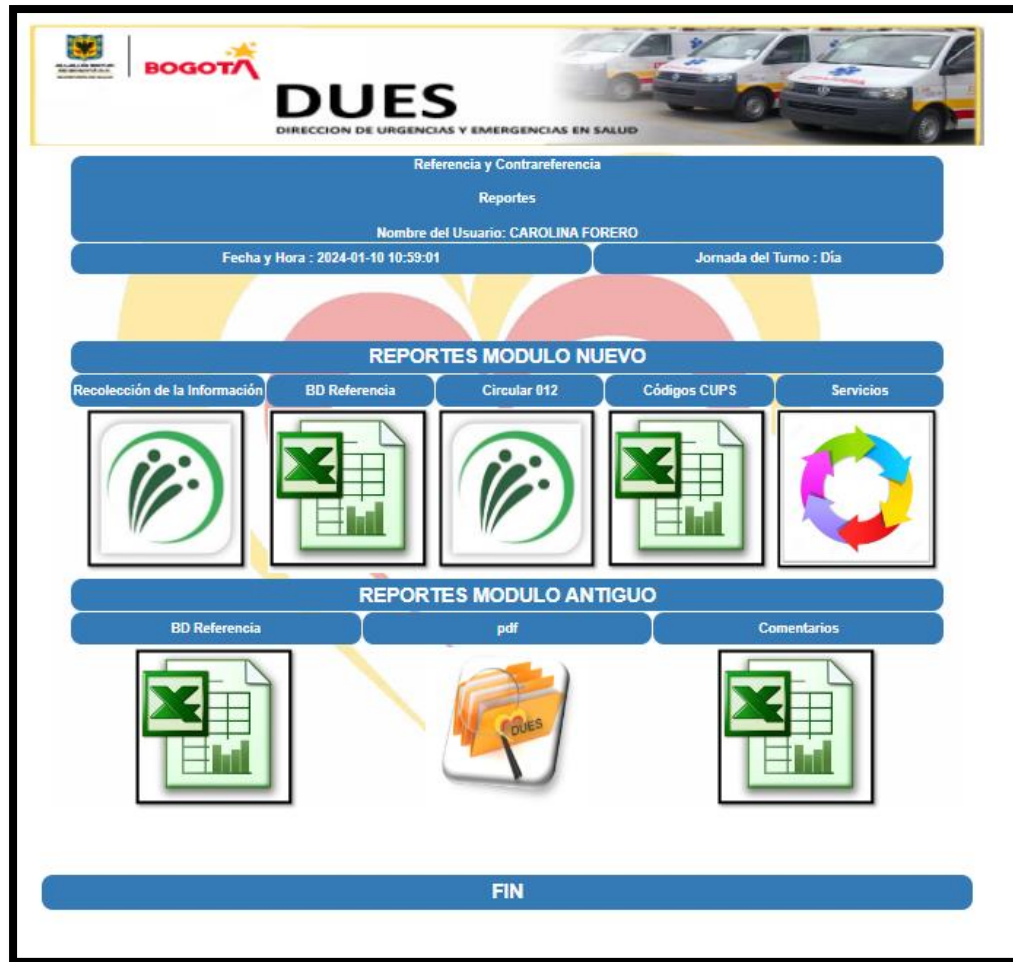 BOGOTÁ
DUES
DIRECCION DE URGENCIAS Y EMERGENCIAS EN SALUD
Referencia y Contrareferencia
Reportes
Nombre del Usuario: CAROLINA FORERO
Fecha y Hora : 2024-01-10 10:59:01 Jornada del Turno : Día
REPORTES MODULO NUEVO
Recolección de la Información BD Referencia Circular 012 Códigos CUPS Servicios
REPORTES MODULO ANTIGUO
BD Referencia pdf Comentarios
DUES
FIN